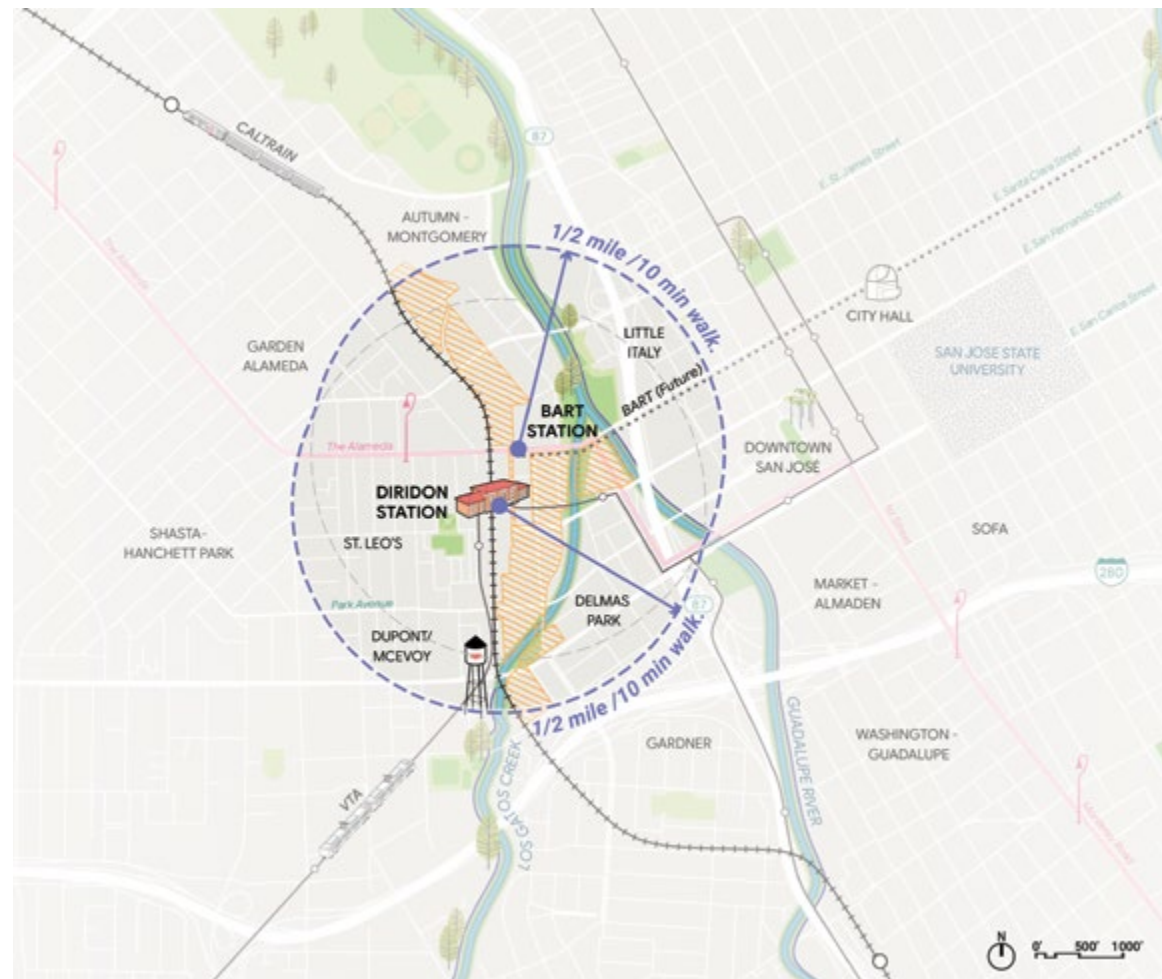 87
CALTRAIN
E St. James Street
E. Santa Clara Street
E San Fernando Street
E San Carlos Street
AUTUMN -
MONTGOMERY
1/2 mile /10 min walk.
The Alameda
CITY HALL
LITTLE
ITALY
GARDEN
ALAMEDA
SAN JOSE STATE
UNIVERSITY
BART (Future)
BART
STATION
The Alameda
DOWNTOWN
SAN JOSÉ
DIRIDON
STATION
SHASTA-
HANCHETT PARK
ST. LEO'S
SOFA
280
MARKET -
ALMADEN
Park Avenue
DELMAS
PARK
87
DUPONT/
MCEVOY
1/2 mile /10 min walk.
GARDNER
WASHINGTON -
GUADALUPE
GUADALUPE RIVER
LOS GATOS CREEK
VTA
N
0' 500' 1000'